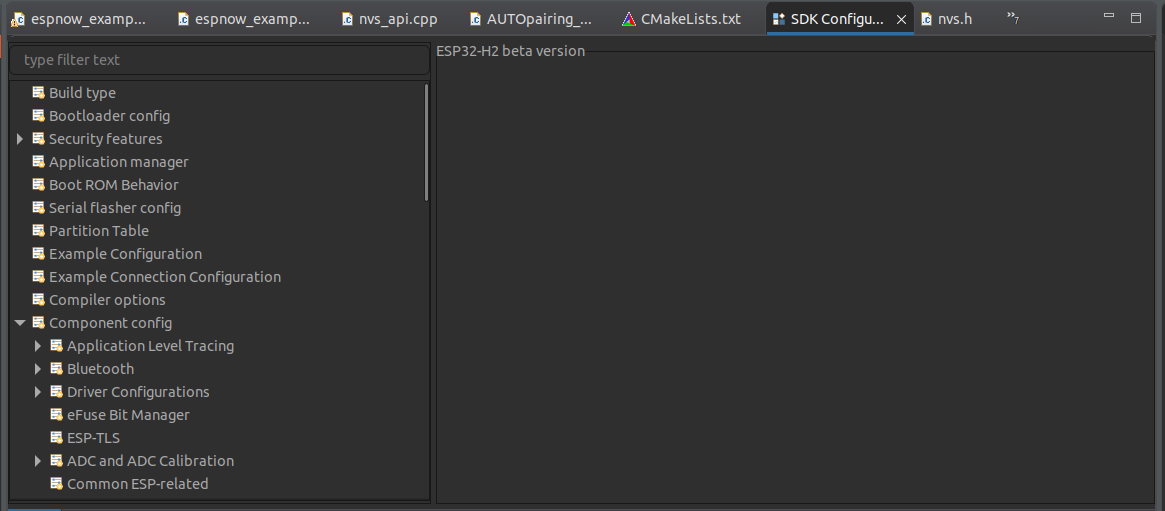 espnow_examp... espnow_examp... nvs_api.cpp AUTOpairing_... CMakeLists.txt SDK Configu... nvs.h »7
type filter text
ESP32-H2 beta version
Build type
Bootloader config
Security features
Application manager
Boot ROM Behavior
Serial flasher config
Partition Table
Example Configuration
Example Connection Configuration
Compiler options
Component config
Application Level Tracing
Bluetooth
Driver Configurations
eFuse Bit Manager
ESP-TLS
ADC and ADC Calibration
Common ESP-related